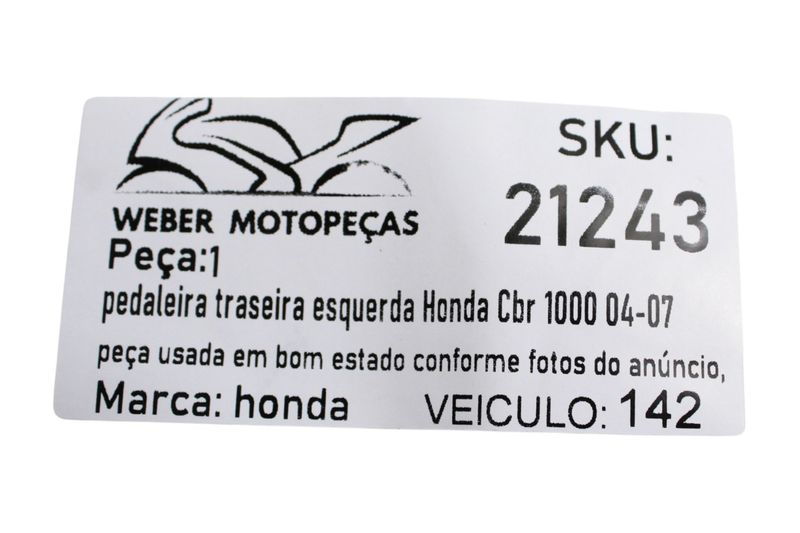 SKU:
21243
WEBER MOTOPEÇAS
Peça:1
pedaleira traseira esquerda Honda Cbr 1000 04-07
peça usada em bom estado conforme fotos do anúncio,
Marca: honda VEICULO: 142